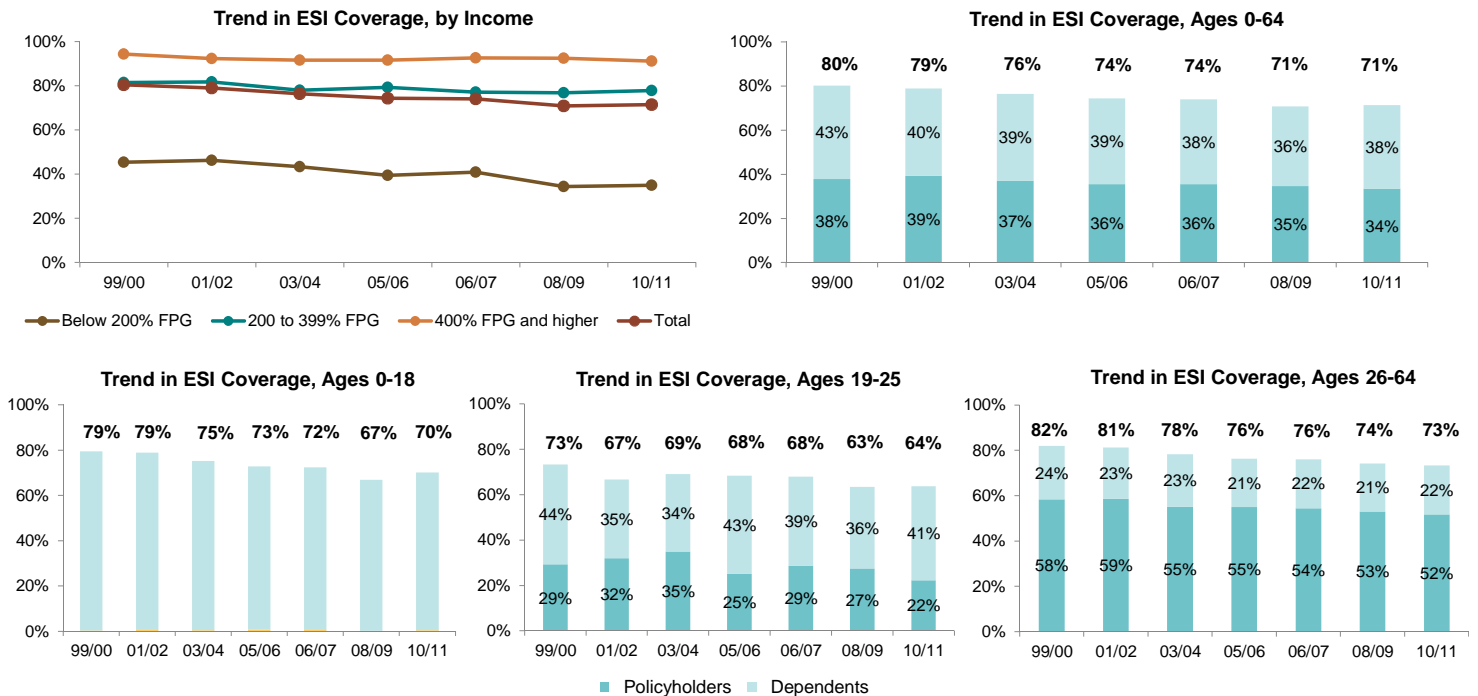 Trend in ESI Coverage, by Income
100%
80%
60%
40%
20%
0%
99/00 01/02 03/04 05/06 06/07 08/09 10/11
Below 200% FPG 200 to 399% FPG 400% FPG and higher Total
Trend in ESI Coverage, Ages 0-64
100%
80%
60%
40%
20%
0%
80% 79% 76% 74% 74% 71% 71%
43% 40% 39% 39% 38% 36% 38%
38% 39% 37% 36% 36% 35% 34%
99/00 01/02 03/04 05/06 06/07 08/09 10/11
Trend in ESI Coverage, Ages 0-18
100%
80%
60%
40%
20%
0%
79% 79% 75% 73% 72% 67% 70%
99/00 01/02 03/04 05/06 06/07 08/09 10/11
Trend in ESI Coverage, Ages 19-25
100%
80%
60%
40%
20%
0%
73% 67% 69% 68% 68% 63% 64%
44% 35% 34% 43% 39% 36% 41%
29% 32% 35% 25% 29% 27% 22%
99/00 01/02 03/04 05/06 06/07 08/09 10/11
Policyholders Dependents
Trend in ESI Coverage, Ages 26-64
100%
80%
60%
40%
20%
0%
82% 81% 78% 76% 76% 74% 73%
24% 23% 23% 21% 22% 21% 22%
58% 59% 55% 55% 54% 53% 52%
99/00 01/02 03/04 05/06 06/07 08/09 10/11